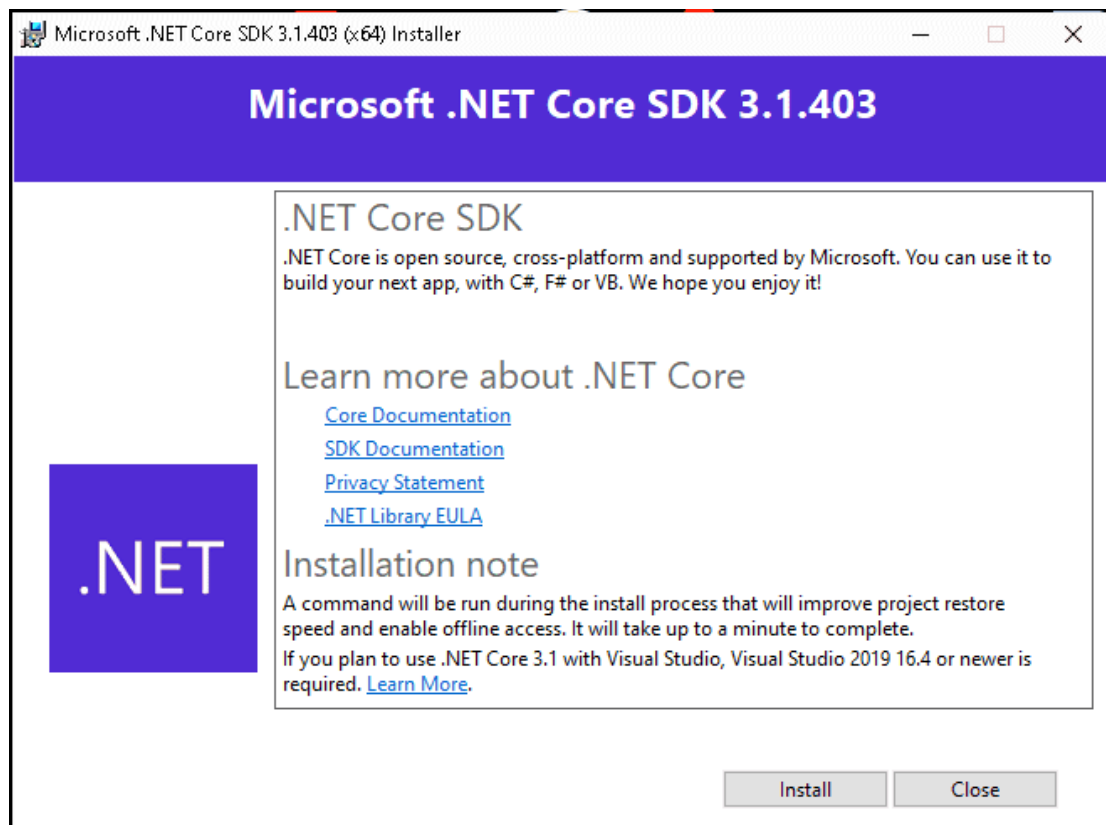 Microsoft .NET Core SDK 3.1.403 (x64) Installer
Microsoft .NET Core SDK 3.1.403
.NET Core SDK
.NET Core is open source, cross-platform and supported by Microsoft. You can use it to
build your next app, with C#, F# or VB. We hope you enjoy it!
Learn more about .NET Core
Core Documentation
SDK Documentation
Privacy Statement
.NET Library EULA
.NET
Installation note
A command will be run during the install process that will improve project restore
speed and enable offline access. It will take up to a minute to complete.
If you plan to use .NET Core 3.1 with Visual Studio, Visual Studio 2019 16.4 or newer is
required. Learn More.
Install
Close